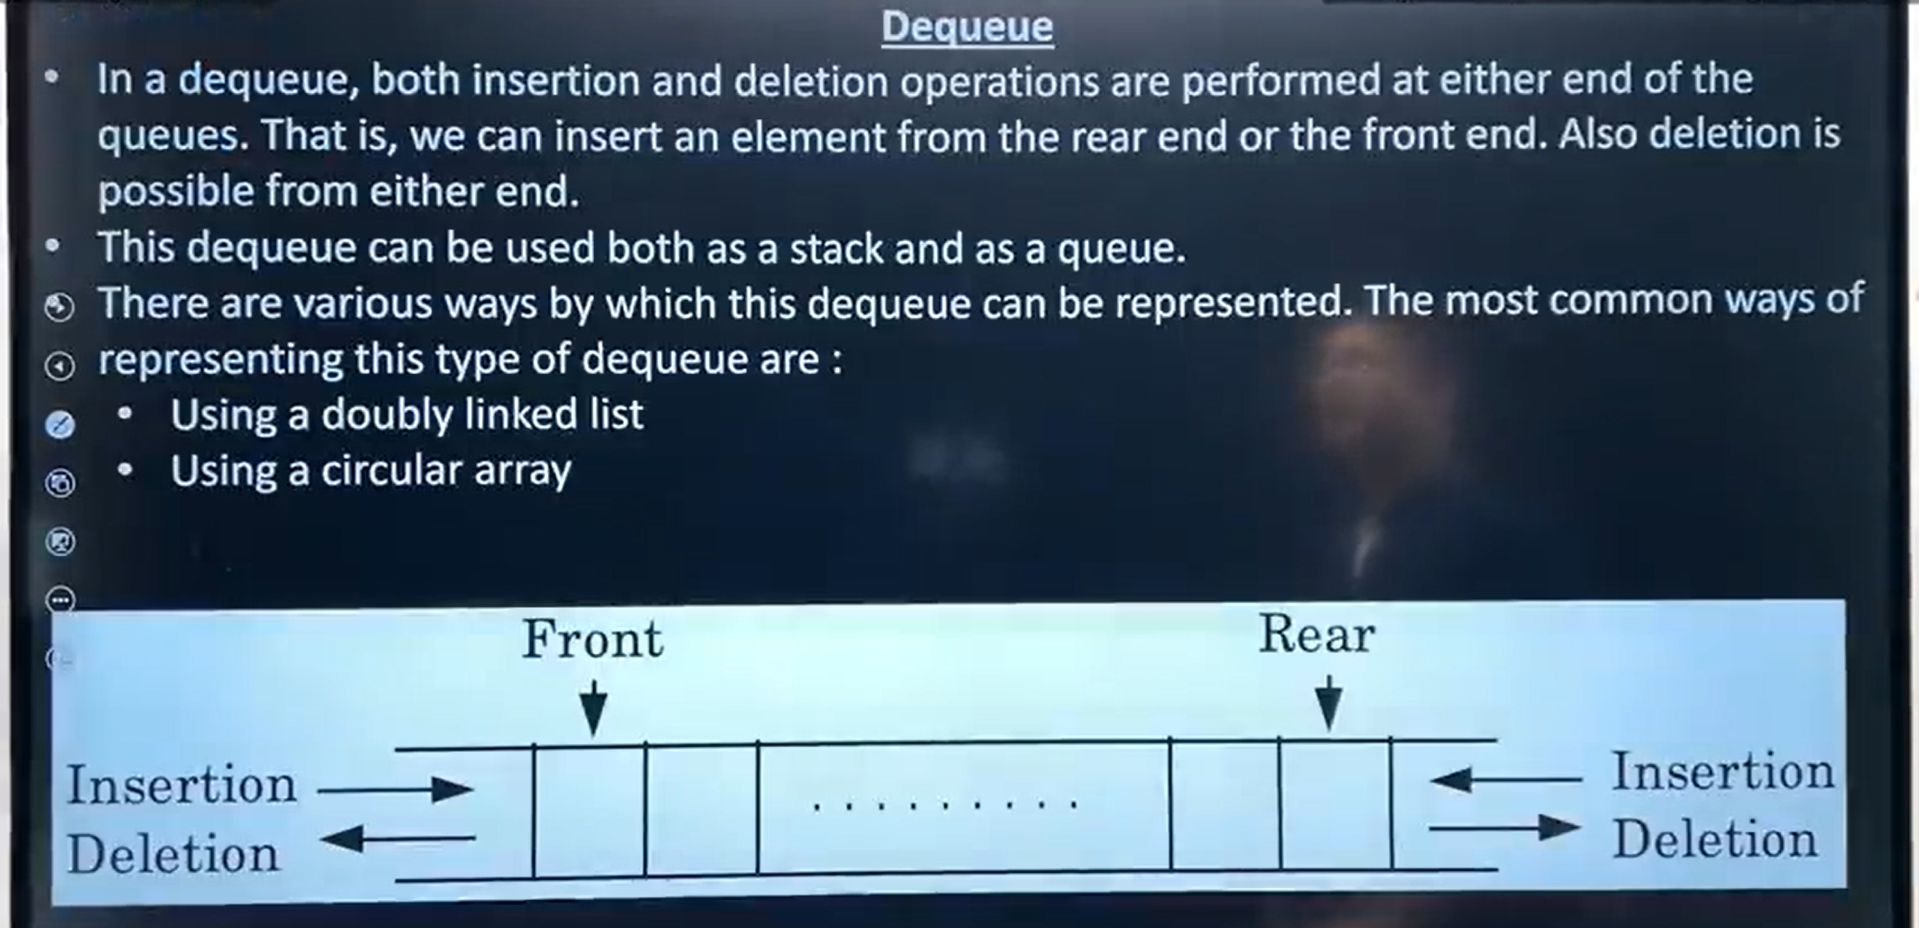 Dequeue
• In a dequeue, both insertion and deletion operations are performed at either end of the
queues. That is, we can insert an element from the rear end or the front end. Also deletion is
possible from either end.
• This dequeue can be used both as a stack and as a queue.
There are various ways by which this dequeue can be represented. The most common ways of
representing this type of dequeue are :
• Using a doubly linked list
• Using a circular array
Front
Rear
Insertion
Insertion
.........
Deletion
Deletion